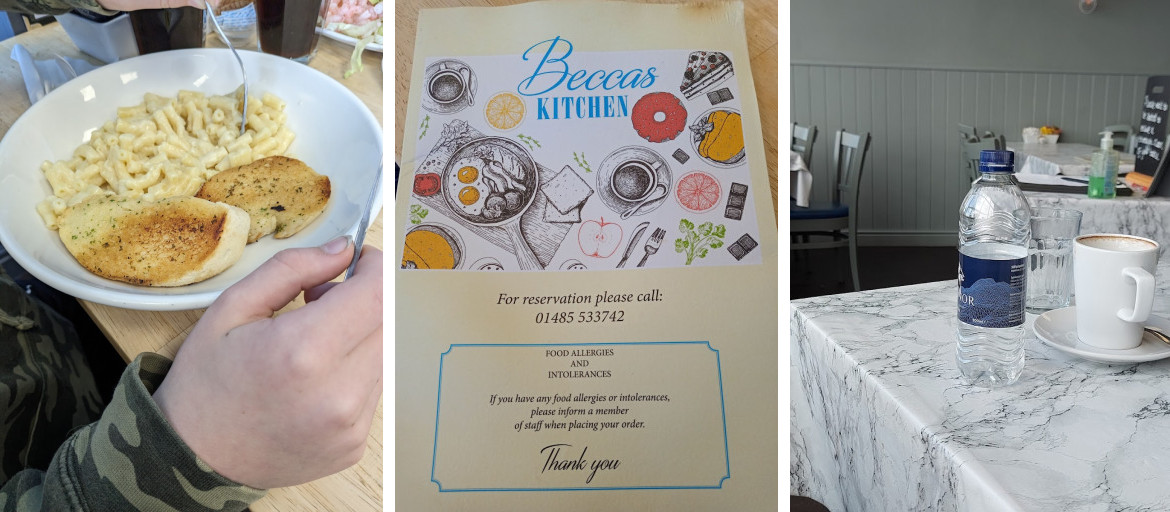 Beccas
KITCHEN
For reservation please call:
01485 533742
FOOD ALLERGIES
AND
INTOLERANCES
If you have any food allergies or intolerances,
please inform a member
of staff when placing your order.
Thank you